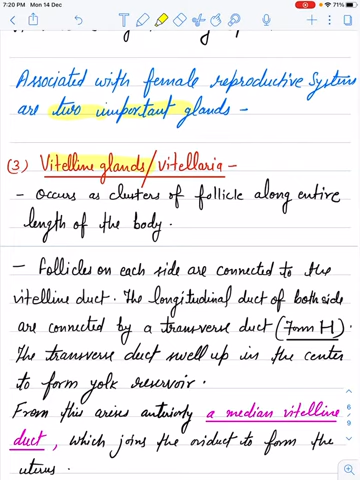 7:20 PM Mon 14 Dec
71%
Associated with female reproductive system
are two important glands -
(3) Vitelline glands/vitellaria -
- Occurs as clusters of follicle along entire
length of the body.
- Follicles on each side are connected to the
vitelline duct. The longitudinal duct of both side
are connected by a transverse duct (form H)
The transverse duct swell up in the center
to form yolk reservoir.
From this arises anteriorly a median vitelline
duct, which joins the oviduct to form the
uterus.
6
9